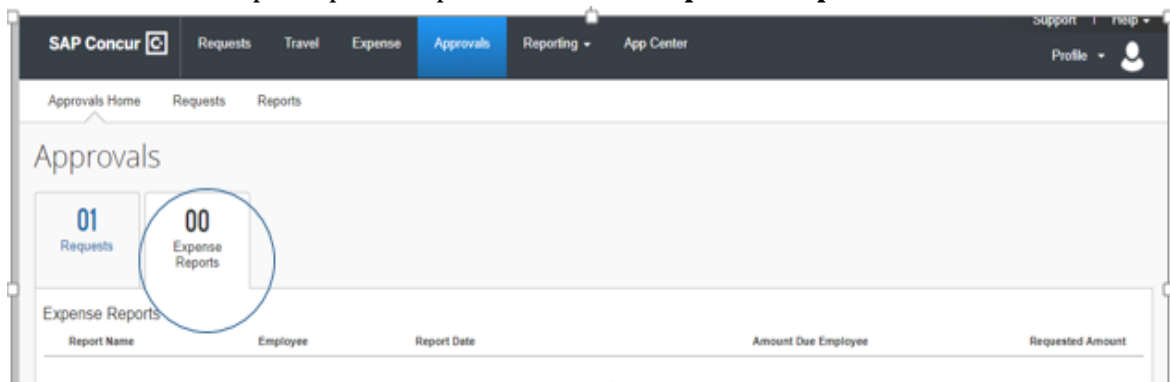 Support | Help
SAP Concur C Requests Travel Expense Approvals Reporting App Center
Profile
Approvals Home Requests Reports
Approvals
01 00
Requests Expense
Reports
Expense Reports
Report Name Employee Report Date Amount Due Employee Requested Amount